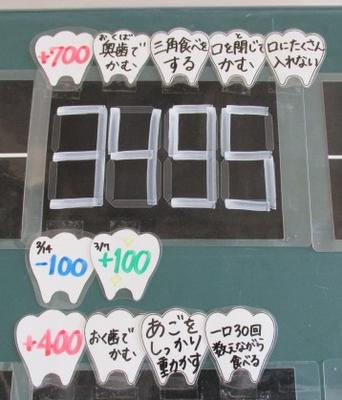 +700
おくば
奥歯で
かむ
三角食べを
する
と
口を閉じて
かむ
口にたくさん
入れない
3495
3/14
-100
3/17
+100
+400
おく歯で
かむ
あごを
しっかり
動かす
一口30回
数えながら
食べる